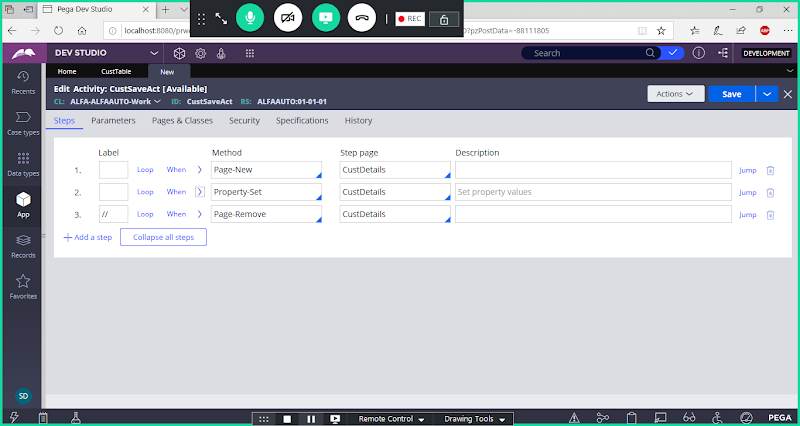 Pega Dev Studio
localhost:8080/prw
0?pzPostData=-88111805
REC
ABP
DEV STUDIO
Search
DEVELOPMENT
Home
CustTable
New
Recents
Case types
Data types
App
Records
Favorites
SD
Edit Activity: CustSaveAct [Available]
CL: ALFA-ALFAAUTO-Work ID: CustSaveAct RS: ALFAAUTO:01-01-01
Actions
Save
Steps Parameters Pages & Classes Security Specifications History
Label Method Step page Description
1. Loop When Page-New CustDetails Jump
2. Loop When Property-Set CustDetails Set property values Jump
3. // Loop When Page-Remove CustDetails Jump
+ Add a step Collapse all steps
Remote Control Drawing Tools
PEGA